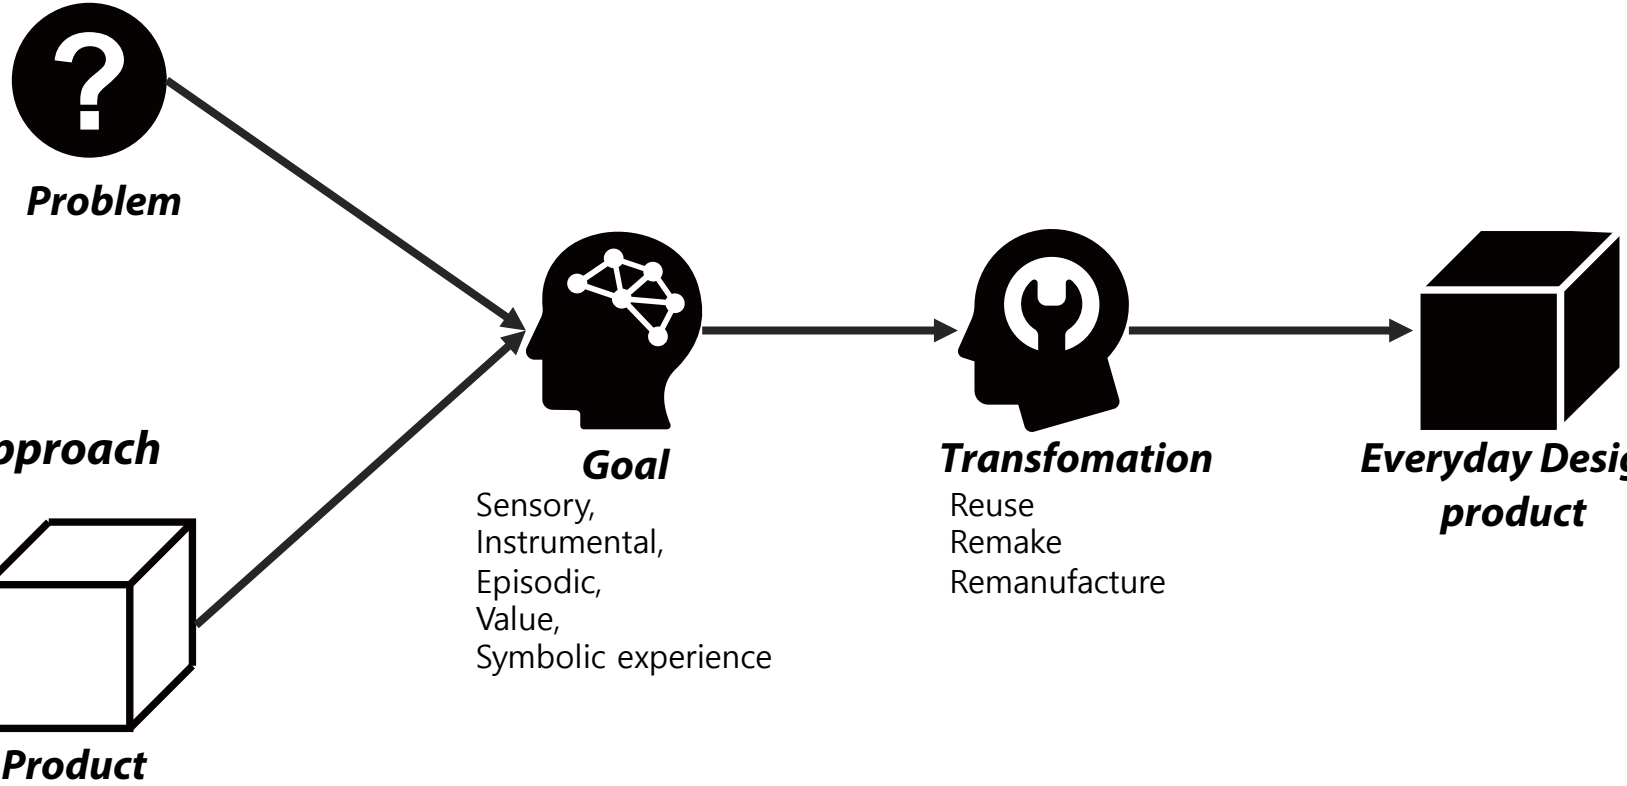 ?
Problem
pproach
Product
Goal
Sensory,
Instrumental,
Episodic,
Value,
Symbolic experience
Transfomation
Reuse
Remake
Remanufacture
Everyday Desig
product